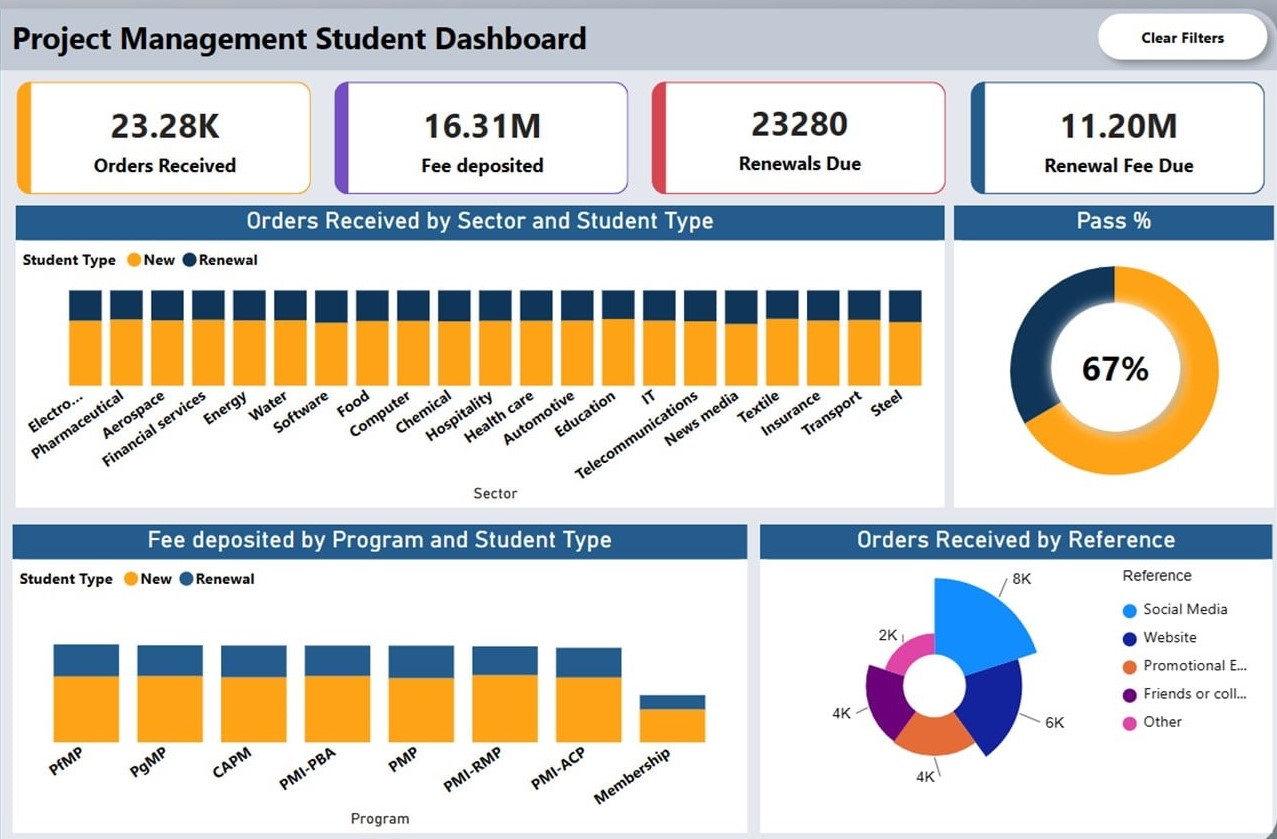 Project Management Student Dashboard
Clear Filters
23.28K
Orders Received
16.31M
Fee deposited
23280
Renewals Due
11.20M
Renewal Fee Due
Orders Received by Sector and Student Type
Student Type New Renewal
Electro...
Pharmaceutical
Aerospace
Financial services
Energy
Water
Software
Food
Computer
Chemical
Hospitality
Health care
Automotive
Education
IT
Telecommunications
News media
Textile
Insurance
Transport
Steel
Sector
Pass %
67%
Fee deposited by Program and Student Type
Student Type New Renewal
PfMP
PgMP
CAPM
PMI-PBA
PMP
PMI-RMP
PMI-ACP
Membership
Program
Orders Received by Reference
8K
6K
4K
4K
2K
Reference
Social Media
Website
Promotional E...
Friends or coll...
Other